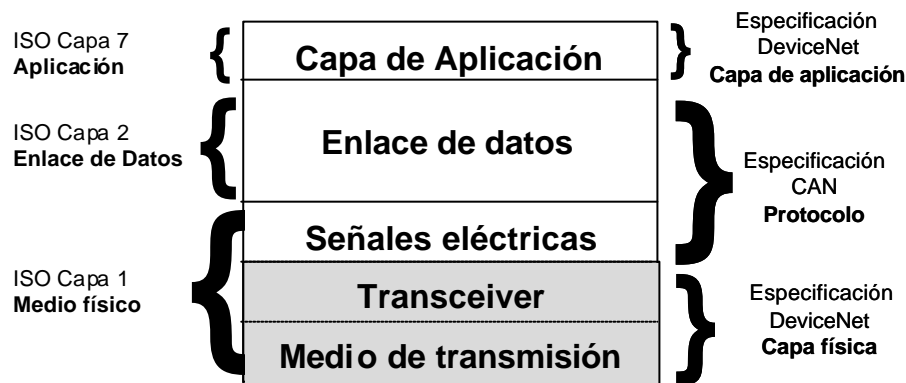 ISO Capa 7
Aplicación
ISO Capa 2
Enlace de Datos
ISO Capa 1
Medio físico
Capa de Aplicación
Enlace de datos
Señales eléctricas
Transceiver
Medio de transmisión
Especificación
DeviceNet
Capa de aplicación
Especificación
CAN
Protocolo
Especificación
DeviceNet
Capa física